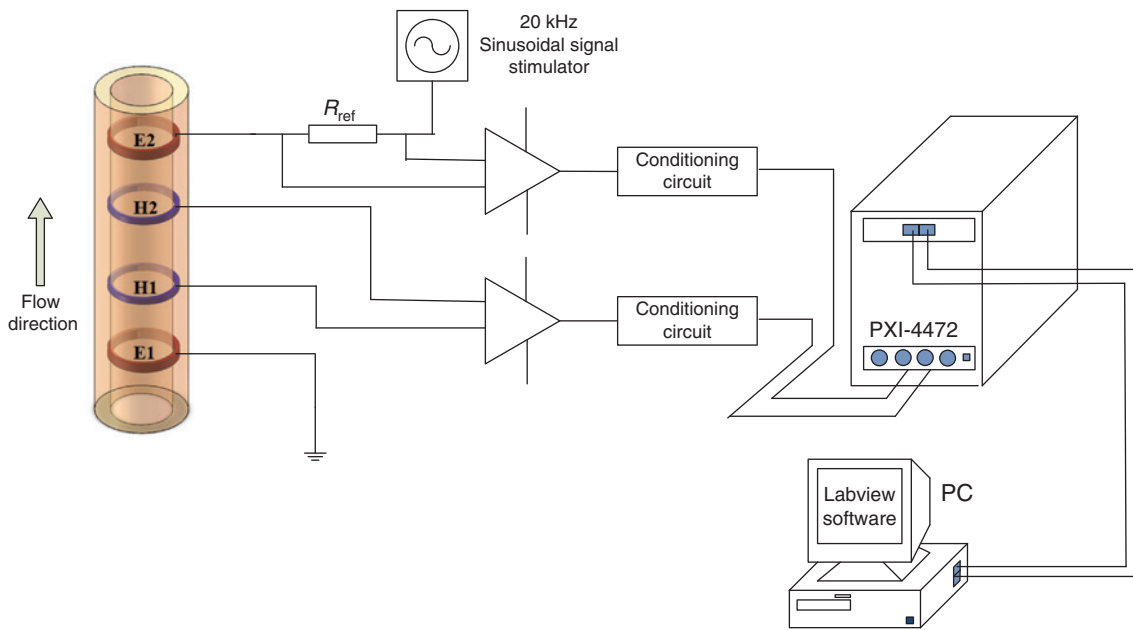 20 kHz
Sinusoidal signal
stimulator
Rref
E2
H2
H1
E1
Flow
direction
Conditioning
circuit
Conditioning
circuit
PXI-4472
Labview
software
PC